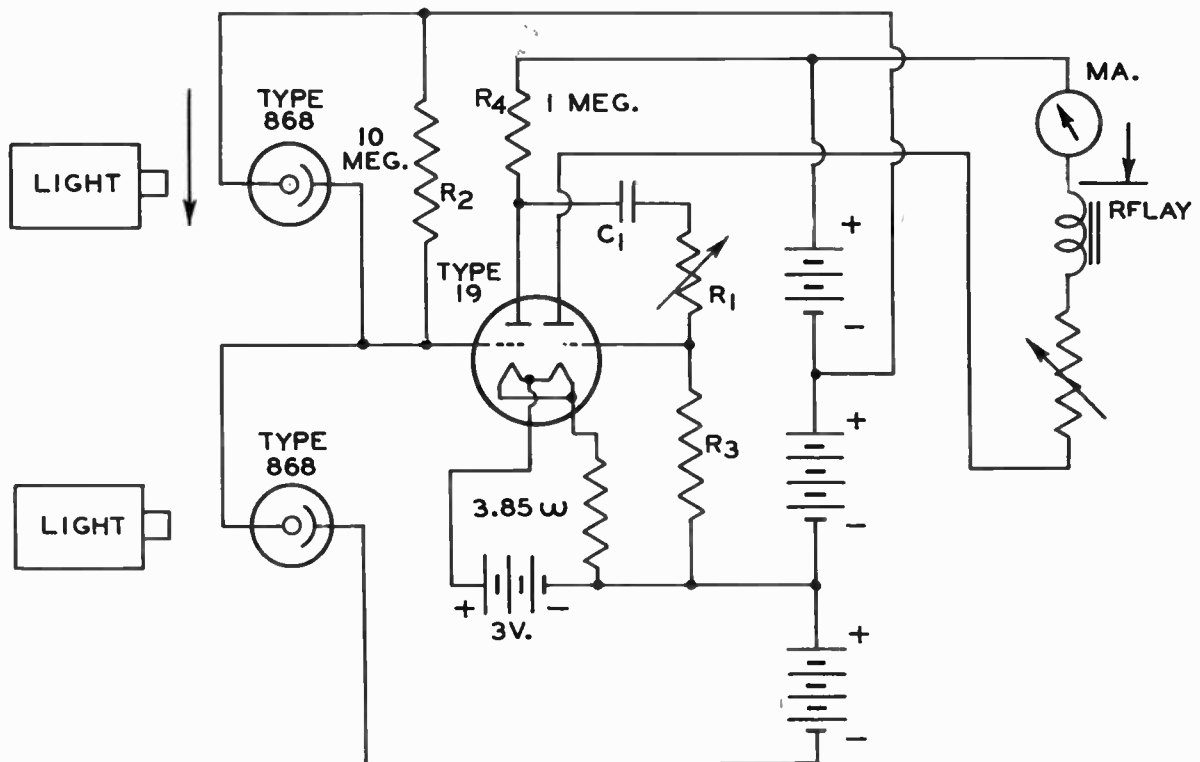 MA.
TYPE
868
R4
1 MEG.
10
MEG.
LIGHT
R2
RFLAY
C1
+
TYPE
19
R1
−
+
TYPE
868
R3
LIGHT
3.85 ω
−
+
−
3V.
+
−